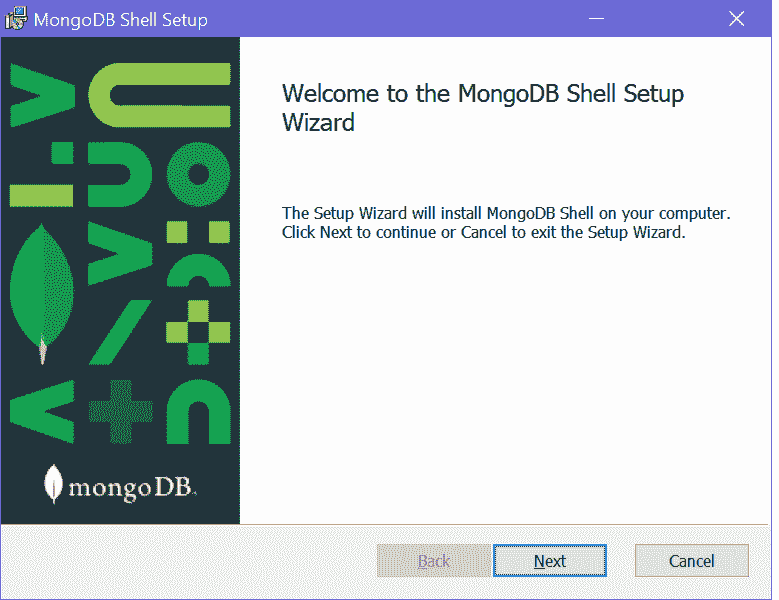 MongoDB Shell Setup
Welcome to the MongoDB Shell Setup
Wizard
The Setup Wizard will install MongoDB Shell on your computer.
Click Next to continue or Cancel to exit the Setup Wizard.
mongoDB
Back
Next
Cancel